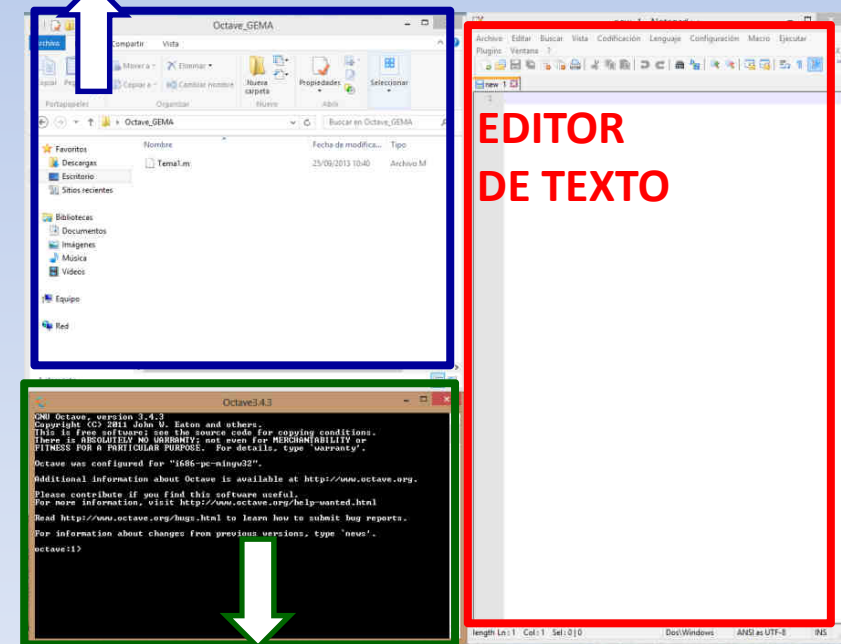 Octave_GEMA
Archivo Compartir Vista
Copiar Mover a Eliminar Nueva carpeta Propiedades Seleccionar
Copiar a Cambiar nombre
Portapapeles Organizar Nuevo Abrir
Octave_GEMA Buscar en Octave_GEMA
Nombre Fecha de modifica... Tipo
Tema1.m 25/09/2013 10:40 Archivo M
Favoritos
Descargas
Escritorio
Sitios recientes
Bibliotecas
Documentos
Imágenes
Música
Vídeos
Equipo
Red
Octave3.4.3
GNU Octave, version 3.4.3
Copyright (C) 2011 John W. Eaton and others.
This is free software; see the source code for copying conditions.
There is ABSOLUTELY NO WARRANTY; not even for MERCHANTABILITY or
FITNESS FOR A PARTICULAR PURPOSE. For details, type `warranty'.
Octave was configured for "i686-pc-mingw32".
Additional information about Octave is available at http://www.octave.org.
Please contribute if you find this software useful.
For more information, visit http://www.octave.org/help-wanted.html
Read http://www.octave.org/bugs.html to learn how to submit bug reports.
For information about changes from previous versions, type `news'.
octave:1>
Archivo Editar Buscar Vista Codificación Lenguaje Configuración Macro Ejecutar
Plugins Ventana ?
new 1
1
EDITOR
DE TEXTO
length Ln : 1 Col : 1 Sel : 0 | 0 Dos\Windows ANSI as UTF-8 INS